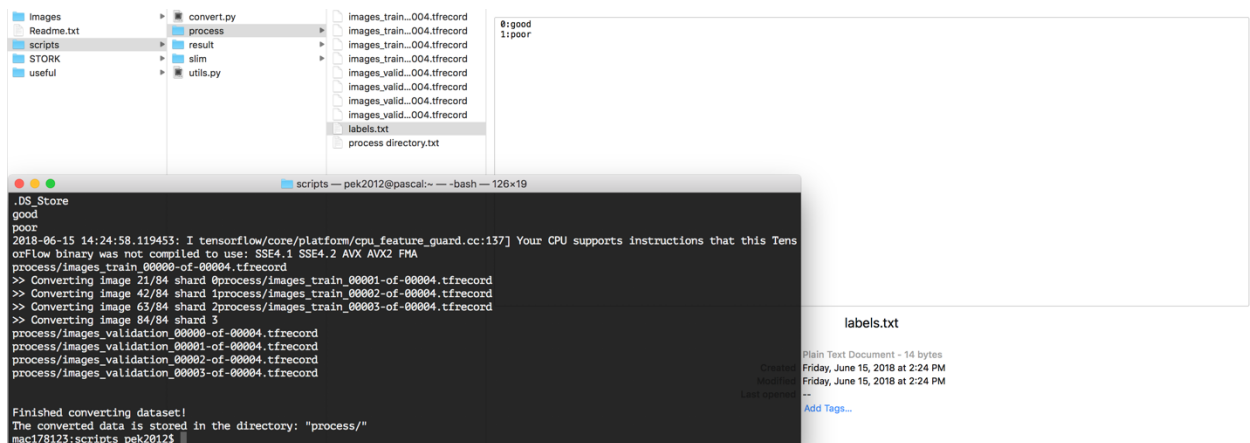 Images
Readme.txt
scripts
STORK
useful
convert.py
process
result
slim
utils.py
images_train...004.tfrecord
images_train...004.tfrecord
images_train...004.tfrecord
images_train...004.tfrecord
images_valid...004.tfrecord
images_valid...004.tfrecord
images_valid...004.tfrecord
images_valid...004.tfrecord
labels.txt
process directory.txt
0:good
1:poor
scripts — pek2012@pascal:~ — -bash — 126×19
.DS_Store
good
poor
2018-06-15 14:24:58.119453: I tensorflow/core/platform/cpu_feature_guard.cc:137] Your CPU supports instructions that this Tens
orFlow binary was not compiled to use: SSE4.1 SSE4.2 AVX AVX2 FMA
process/images_train_00000-of-00004.tfrecord
>> Converting image 21/84 shard 0process/images_train_00001-of-00004.tfrecord
>> Converting image 42/84 shard 1process/images_train_00002-of-00004.tfrecord
>> Converting image 63/84 shard 2process/images_train_00003-of-00004.tfrecord
>> Converting image 84/84 shard 3
process/images_validation_00000-of-00004.tfrecord
process/images_validation_00001-of-00004.tfrecord
process/images_validation_00002-of-00004.tfrecord
process/images_validation_00003-of-00004.tfrecord
Finished converting dataset!
The converted data is stored in the directory: "process/"
mac178123:scripts pek2012$
labels.txt
Plain Text Document - 14 bytes
Created Friday, June 15, 2018 at 2:24 PM
Modified Friday, June 15, 2018 at 2:24 PM
Last opened --
Add Tags...